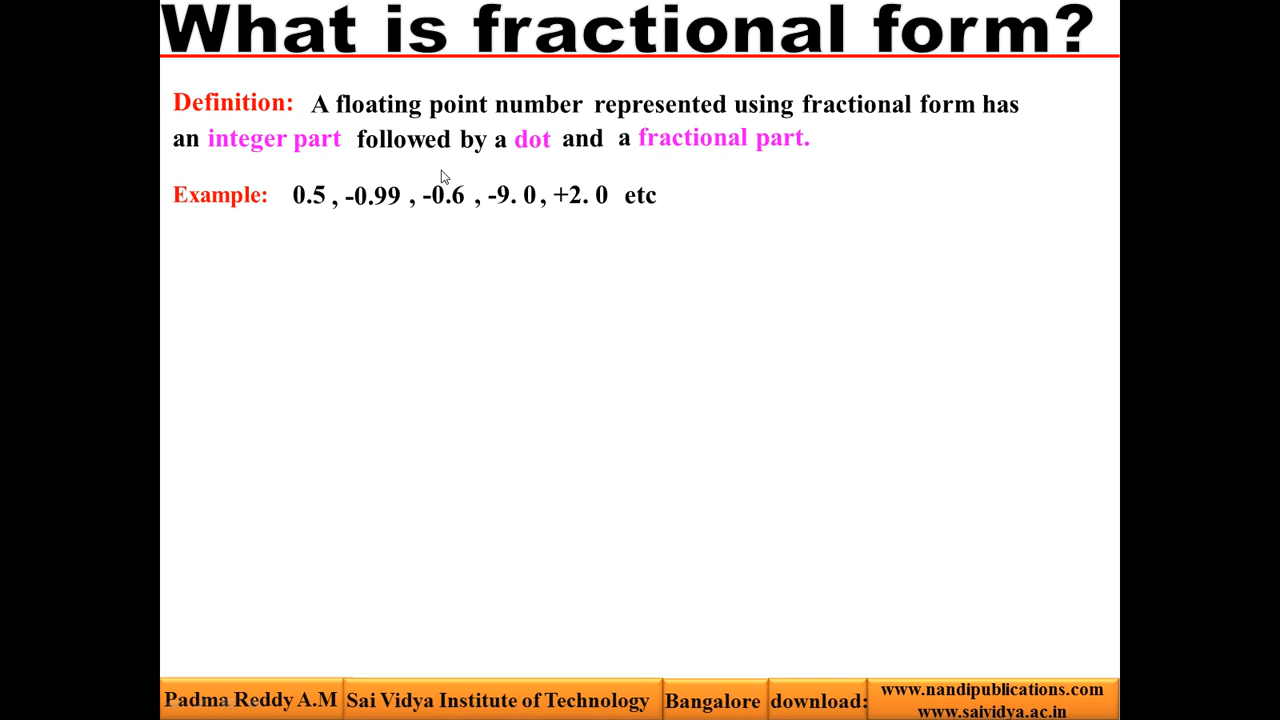 What is fractional form?
Definition: A floating point number represented using fractional form has
an integer part followed by a dot and a fractional part.
Example: 0.5 , -0.99 , -0.6 , -9. 0 , +2. 0 etc
Padma Reddy A.M Sai Vidya Institute of Technology Bangalore download: www.nandipublications.com
www.saividya.ac.in